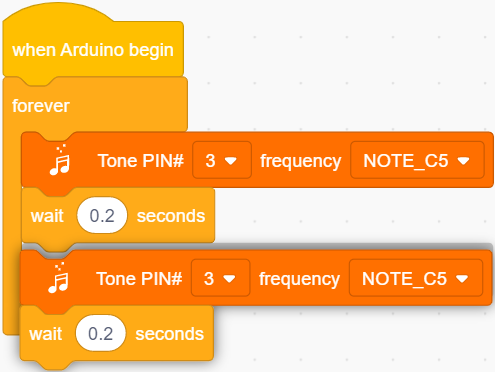 when Arduino begin
forever
Tone PIN# 3 frequency NOTE_C5
wait 0.2 seconds
Tone PIN# 3 frequency NOTE_C5
wait 0.2 seconds